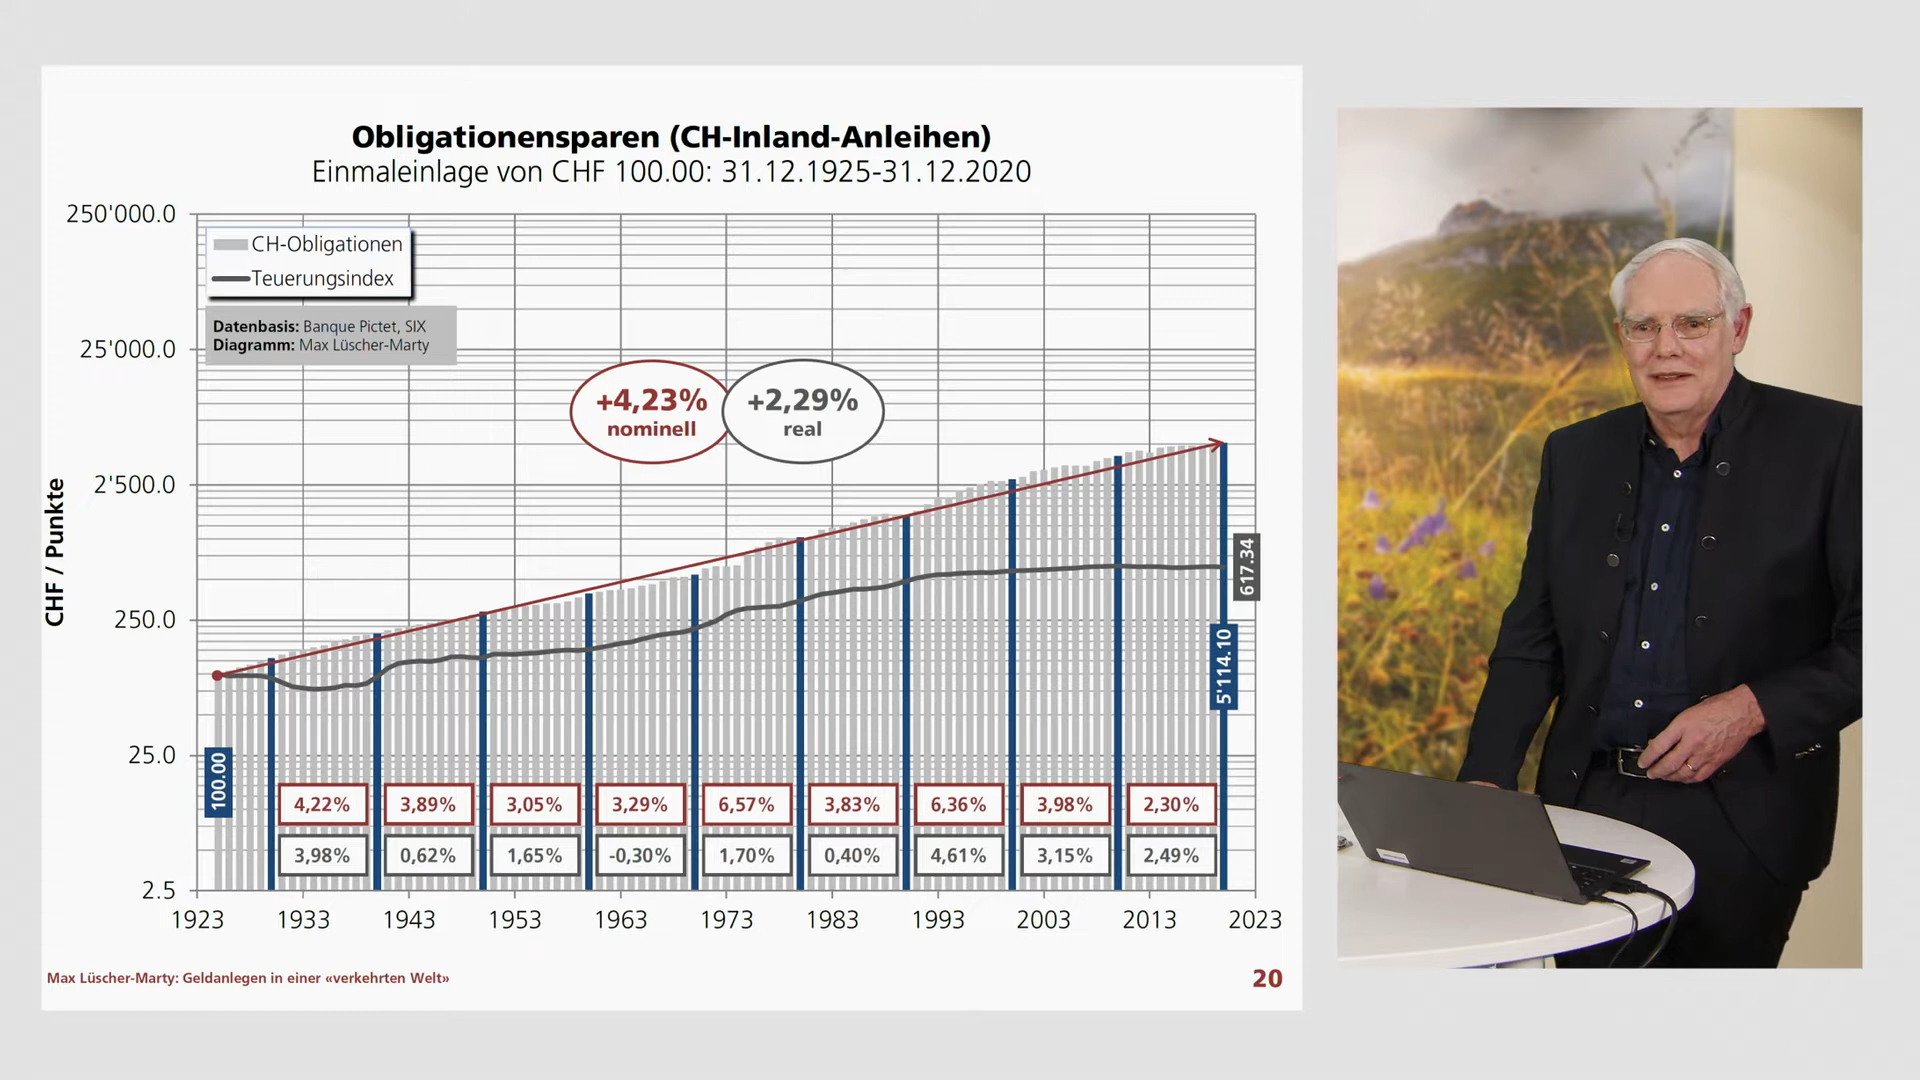 Obligationensparen (CH-Inland-Anleihen)
Einmaleinlage von CHF 100.00: 31.12.1925-31.12.2020
250'000.0
25'000.0
2'500.0
250.0
25.0
2.5
CHF / Punkte
CH-Obligationen
Teuerungsindex
Datenbasis: Banque Pictet, SIX
Diagramm: Max Lüscher-Marty
+4,23%
nominell
+2,29%
real
617.34
5'114.10
100.00
4,22% 3,89% 3,05% 3,29% 6,57% 3,83% 6,36% 3,98% 2,30%
3,98% 0,62% 1,65% -0,30% 1,70% 0,40% 4,61% 3,15% 2,49%
1923 1933 1943 1953 1963 1973 1983 1993 2003 2013 2023
Max Lüscher-Marty: Geldanlegen in einer «verkehrten Welt»
20